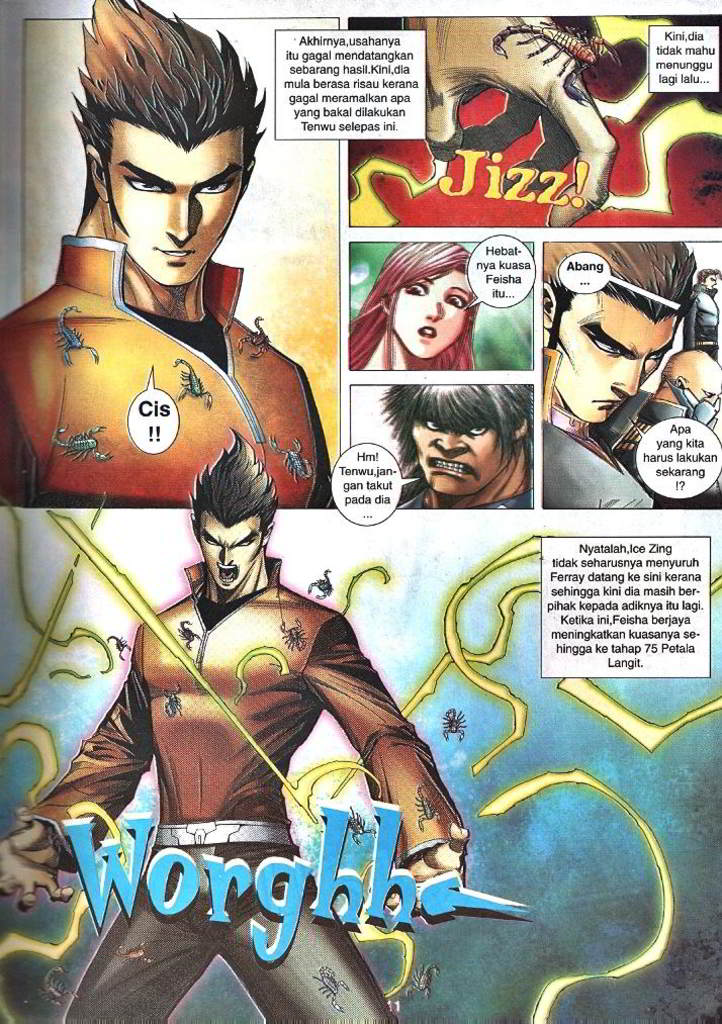 Akhirnya,usahanya
itu gagal mendatangkan
sebarang hasil.Kini,dia
mula berasa risau kerana
gagal meramalkan apa
yang bakal dilakukan
Tenwu selepas ini.
Kini,dia
tidak mahu
menunggu
lagi lalu...
Jizz!
Cis
!!
Hebat-
nya kuasa
Feisha
itu...
Abang
...
Hm!
Tenwu,jan-
gan takut
pada dia
...
Apa
yang kita
harus lakukan
sekarang
!?
Nyatalah,Ice Zing
tidak seharusnya menyuruh
Ferray datang ke sini kerana
sehingga kini dia masih ber-
pihak kepada adiknya itu lagi.
Ketika ini,Feisha berjaya
meningkatkan kuasanya se-
hingga ke tahap 75 Petala
Langit.
Worghh
11